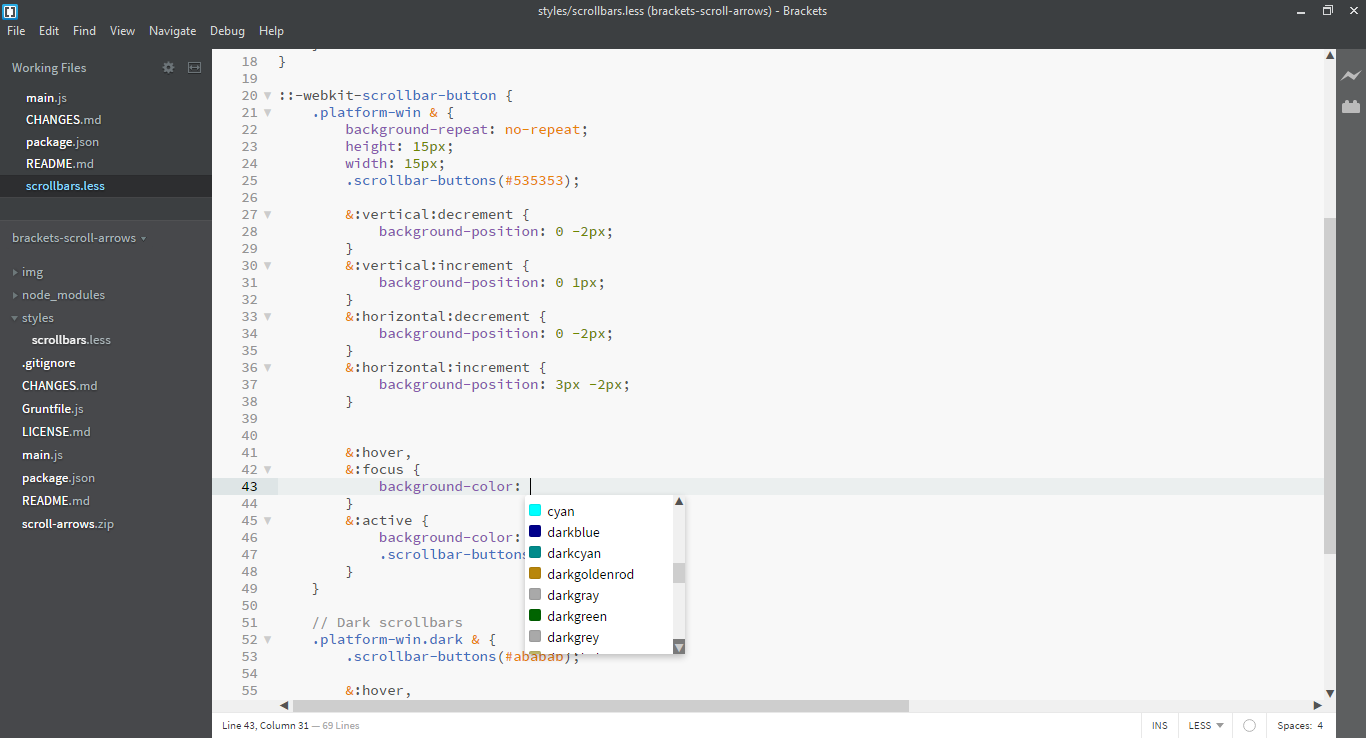 styles/scrollbars.less (brackets-scroll-arrows) - Brackets
File Edit Find View Navigate Debug Help
Working Files
main.js
CHANGES.md
package.json
README.md
scrollbars.less
brackets-scroll-arrows
img
node_modules
styles
scrollbars.less
.gitignore
CHANGES.md
Gruntfile.js
LICENSE.md
main.js
package.json
README.md
scroll-arrows.zip
18 }
19
20 ::-webkit-scrollbar-button {
21 .platform-win & {
22 background-repeat: no-repeat;
23 height: 15px;
24 width: 15px;
25 .scrollbar-buttons(#535353);
26
27 &:vertical:decrement {
28 background-position: 0 -2px;
29 }
30 &:vertical:increment {
31 background-position: 0 1px;
32 }
33 &:horizontal:decrement {
34 background-position: 0 -2px;
35 }
36 &:horizontal:increment {
37 background-position: 3px -2px;
38 }
39
40
41 &:hover,
42 &:focus {
43 background-color:
44 }
45 &:active {
46 background-color:
47 .scrollbar-buttons
48 }
49 }
50
51 // Dark scrollbars
52 .platform-win.dark & {
53 .scrollbar-buttons(#ababab);
54
55 &:hover,
cyan
darkblue
darkcyan
darkgoldenrod
darkgray
darkgreen
darkgrey
Line 43, Column 31 — 69 Lines
INS LESS Spaces: 4